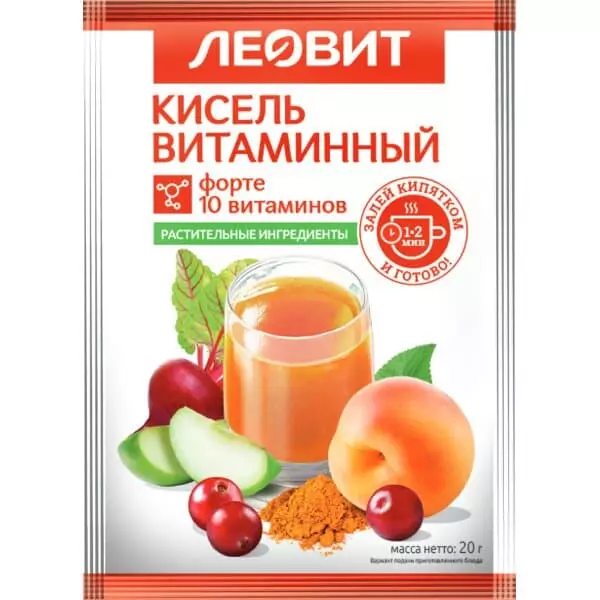 ЛЕОВИТ
КИСЕЛЬ
ВИТАМИННЫЙ
форте
10 витаминов
РАСТИТЕЛЬНЫЕ ИНГРЕДИЕНТЫ
ЗАЛЕЙ КИПЯТКОМ
1-2
МИН
И ГОТОВО!
масса нетто: 20 г
Вариант подачи приготовленного блюда